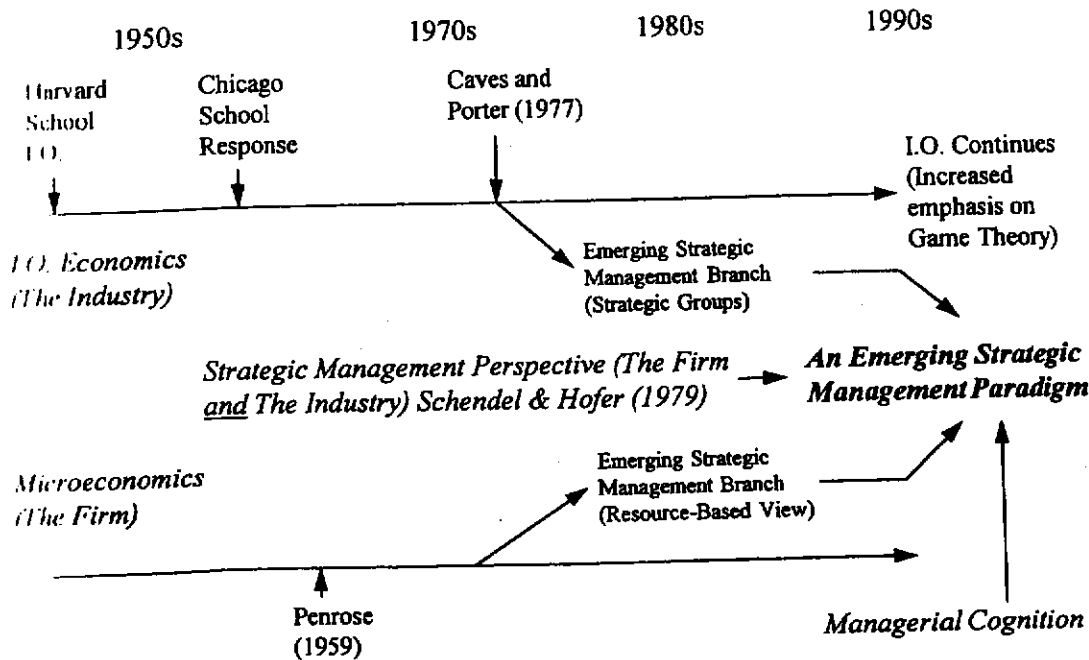 1950s 1970s 1980s 1990s
Harvard
School
I.O.
Chicago
School
Response
Caves and
Porter (1977)
I.O. Continues
(Increased
emphasis on
Game Theory)
I.O. Economics
(The Industry)
Emerging Strategic
Management Branch
(Strategic Groups)
Strategic Management Perspective (The Firm
and The Industry) Schendel & Hofer (1979)
An Emerging Strategic
Management Paradigm
Microeconomics
(The Firm)
Emerging Strategic
Management Branch
(Resource-Based View)
Penrose
(1959)
Managerial Cognition